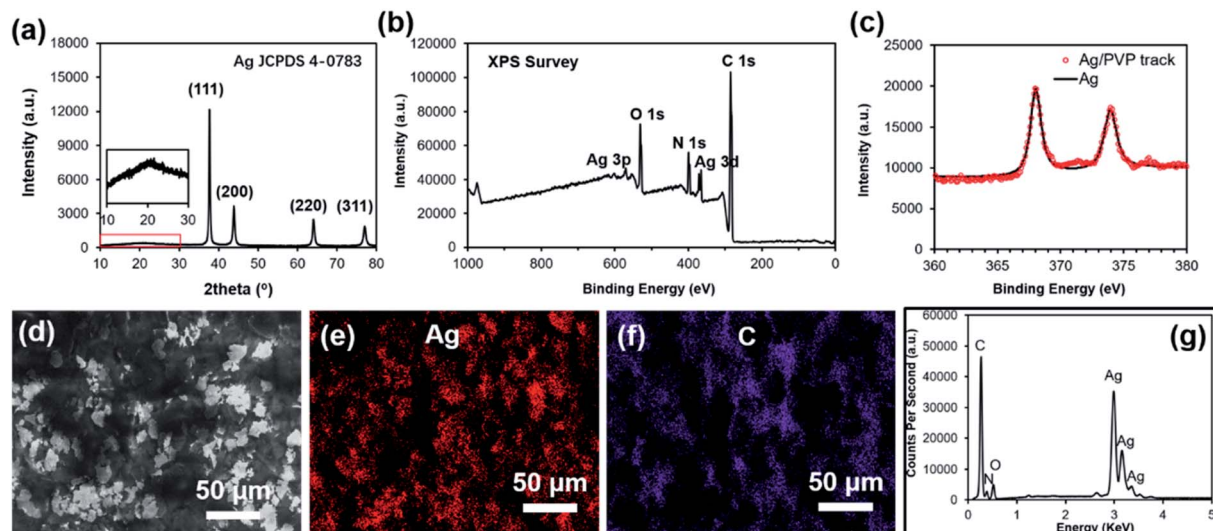 (a)
18000
15000
12000
9000
6000
3000
0
Intensity (a.u.)
Ag JCPDS 4-0783
(111)
(200)
(220)
(311)
10 20 30
10 20 30 40 50 60 70 80
2theta (º)
(b)
120000
100000
80000
60000
40000
20000
0
Intensity (a.u.)
XPS Survey
C 1s
O 1s
N 1s
Ag 3p
Ag 3d
1000 800 600 400 200 0
Binding Energy (eV)
(c)
25000
20000
15000
10000
5000
0
Intensity (a.u.)
Ag/PVP track
Ag
360 365 370 375 380
Binding Energy (eV)
(d)
50 µm
(e)
Ag
50 µm
(f)
C
50 µm
(g)
60000
50000
40000
30000
20000
10000
0
Counts Per Second (a.u.)
C
N
O
Ag
Ag
Ag
0 1 2 3 4 5
Energy (KeV)